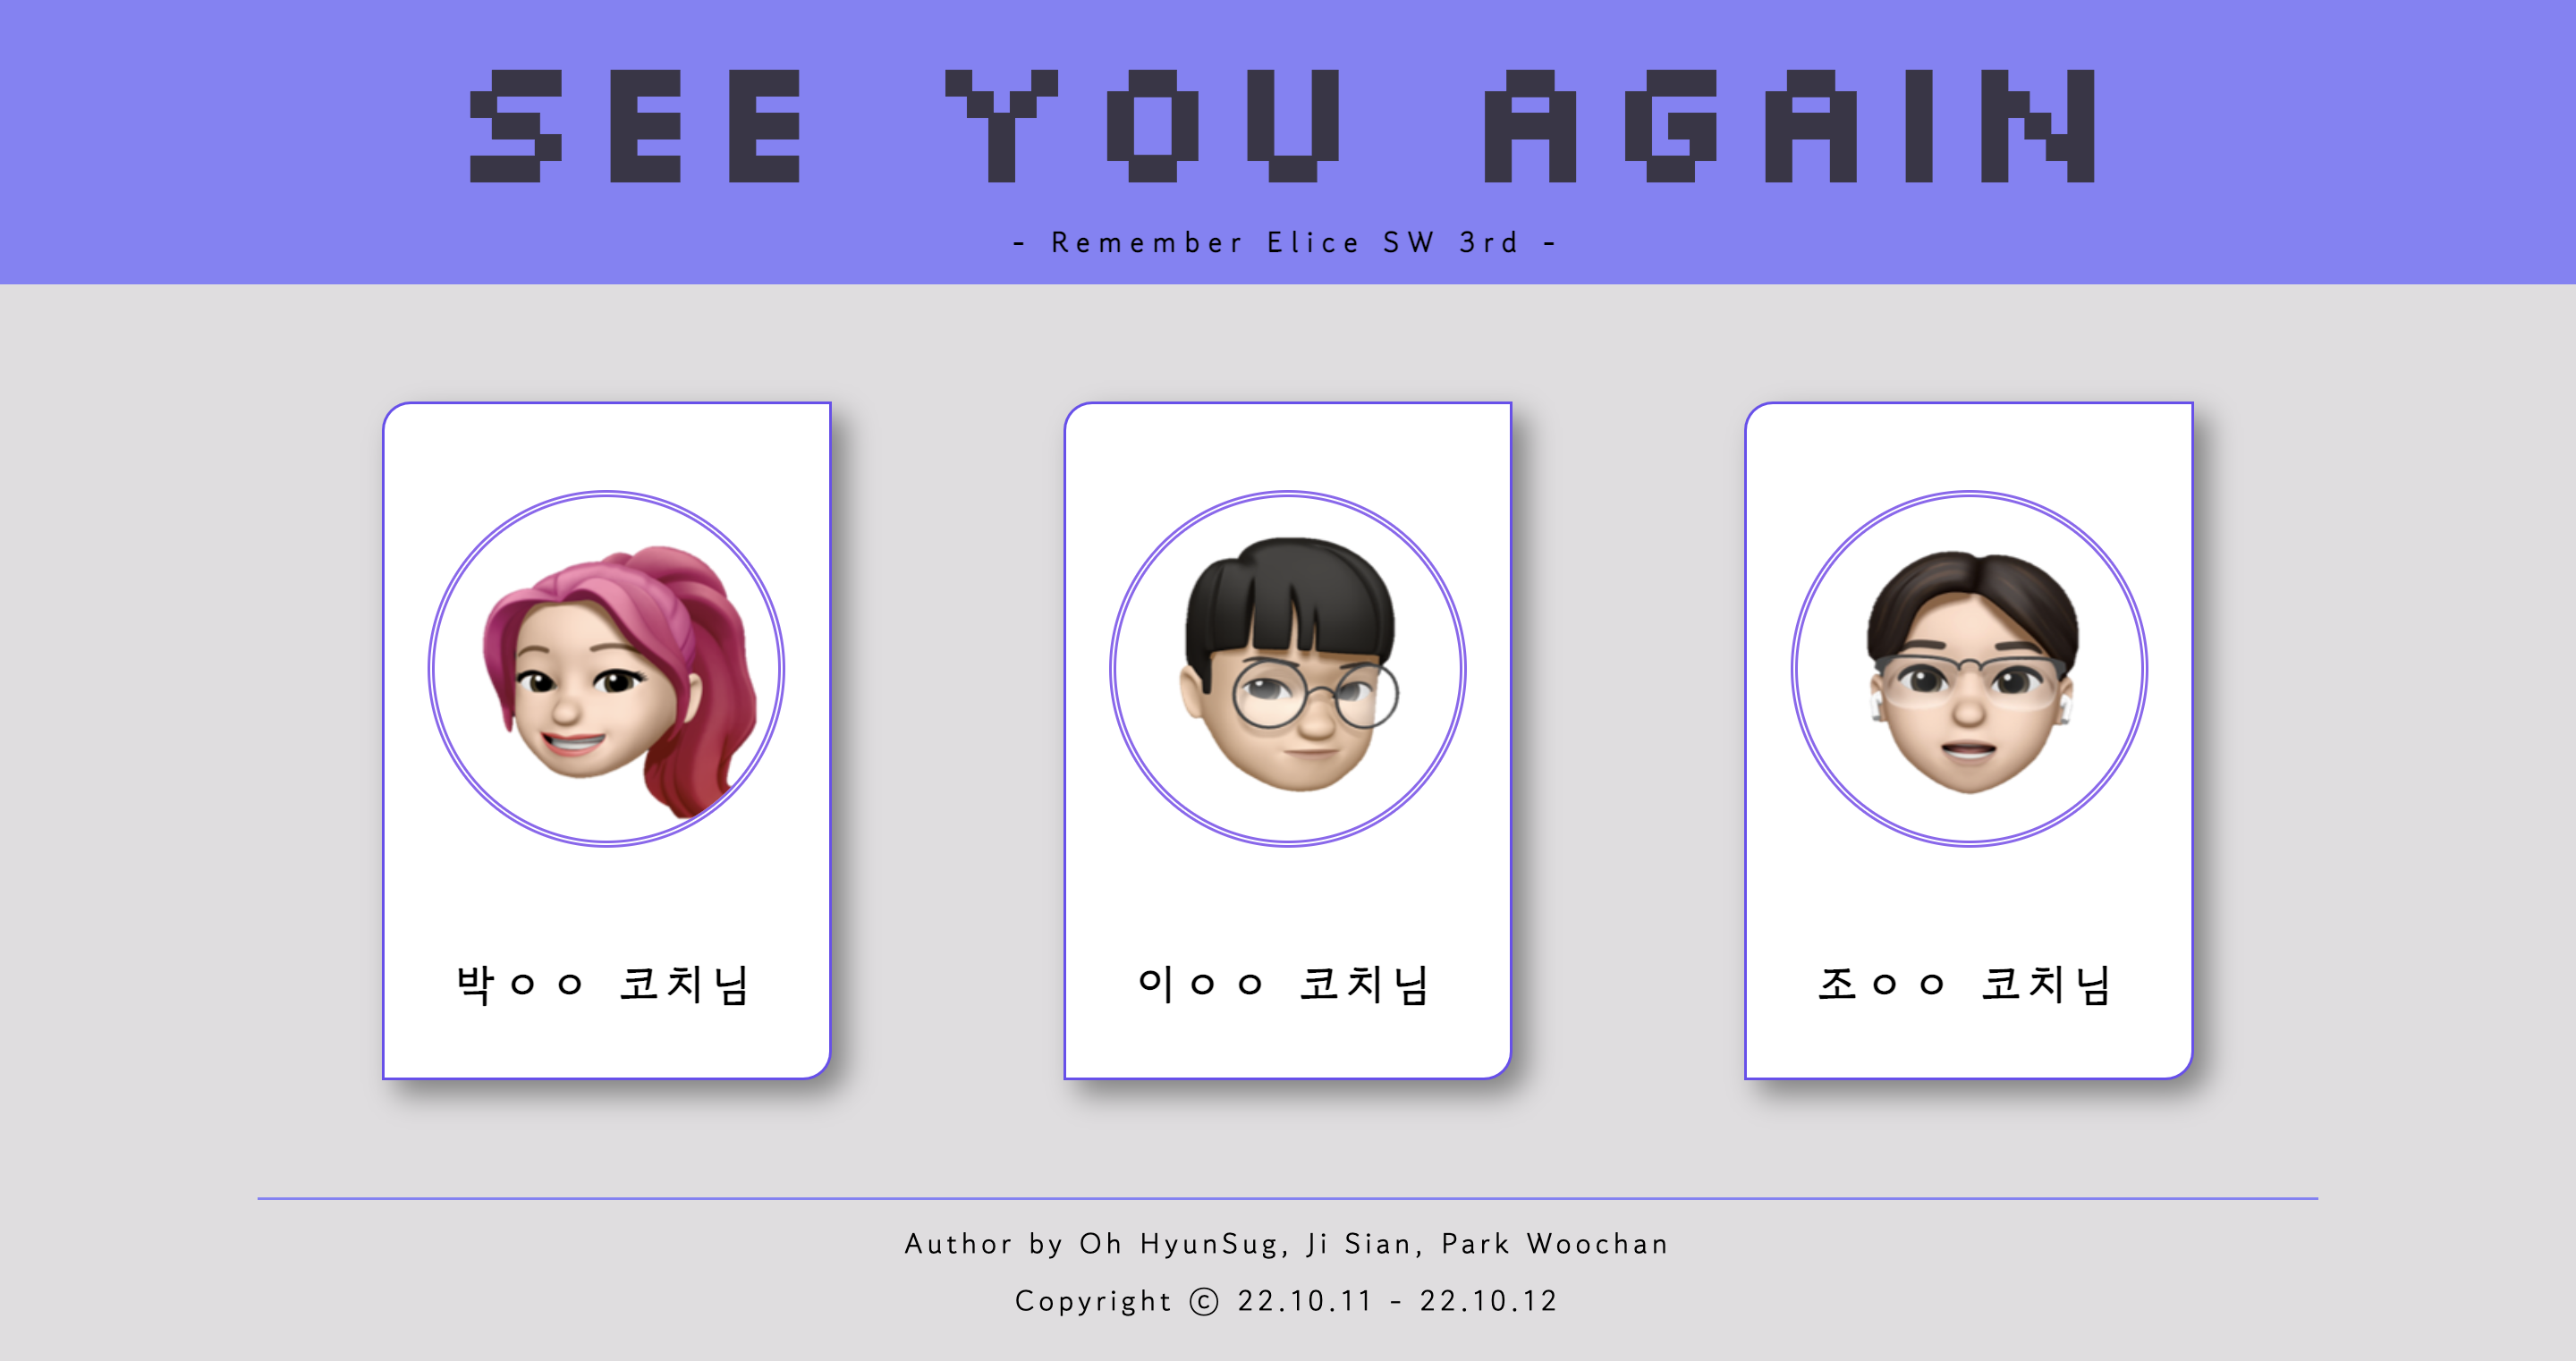 SEE YOU AGAIN
- Remember Elice SW 3rd -
박ㅇㅇ 코치님
이ㅇㅇ 코치님
조ㅇㅇ 코치님
Author by Oh HyunSug, Ji Sian, Park Woochan
Copyright ⓒ 22.10.11 - 22.10.12